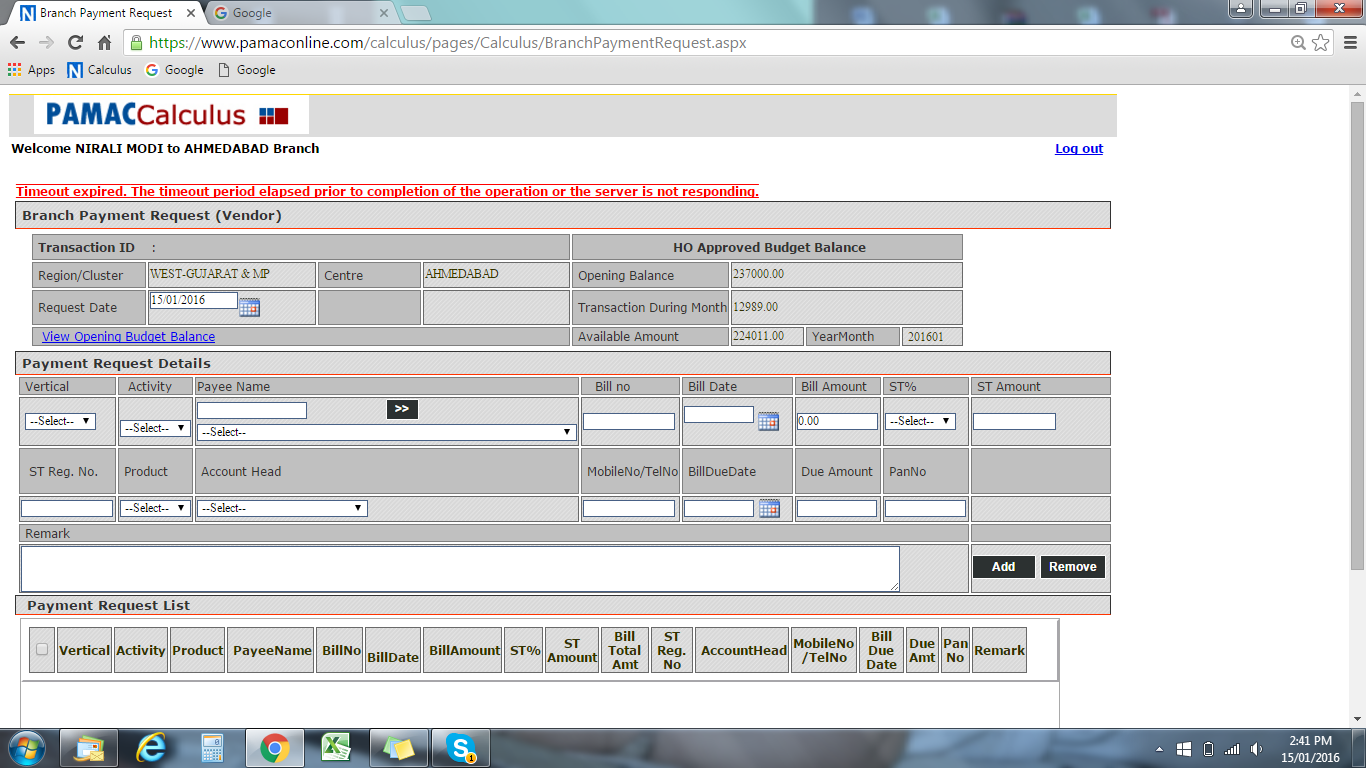 Branch Payment Request
Google
https://www.pamaconline.com/calculus/pages/Calculus/BranchPaymentRequest.aspx
Apps Calculus Google Google
PAMACCalculus
Welcome NIRALI MODI to AHMEDABAD Branch Log out
Timeout expired. The timeout period elapsed prior to completion of the operation or the server is not responding.
Branch Payment Request (Vendor)
Transaction ID : HO Approved Budget Balance
Region/Cluster WEST-GUJARAT & MP Centre AHMEDABAD Opening Balance 237000.00
Request Date 15/01/2016 Transaction During Month 12989.00
View Opening Budget Balance Available Amount 224011.00 YearMonth 201601
Payment Request Details
Vertical Activity Payee Name Bill no Bill Date Bill Amount ST% ST Amount
>>
--Select-- --Select-- --Select-- 0.00 --Select--
ST Reg. No. Product Account Head MobileNo/TelNo BillDueDate Due Amount PanNo
--Select-- --Select--
Remark
Add Remove
Payment Request List
Vertical Activity Product PayeeName BillNo BillDate BillAmount ST% ST Amount Bill Total Amt ST Reg. No AccountHead MobileNo /TelNo Bill Due Date Due Amt Pan No Remark
1
2:41 PM
15/01/2016